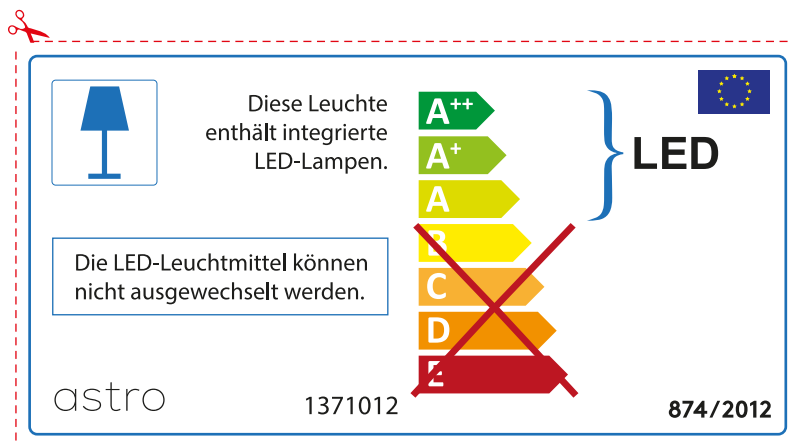 Diese Leuchte
enthält integrierte
LED-Lampen.
A++
A+
A
B
C
D
E
LED
Die LED-Leuchtmittel können
nicht ausgewechselt werden.
astro
1371012
874/2012